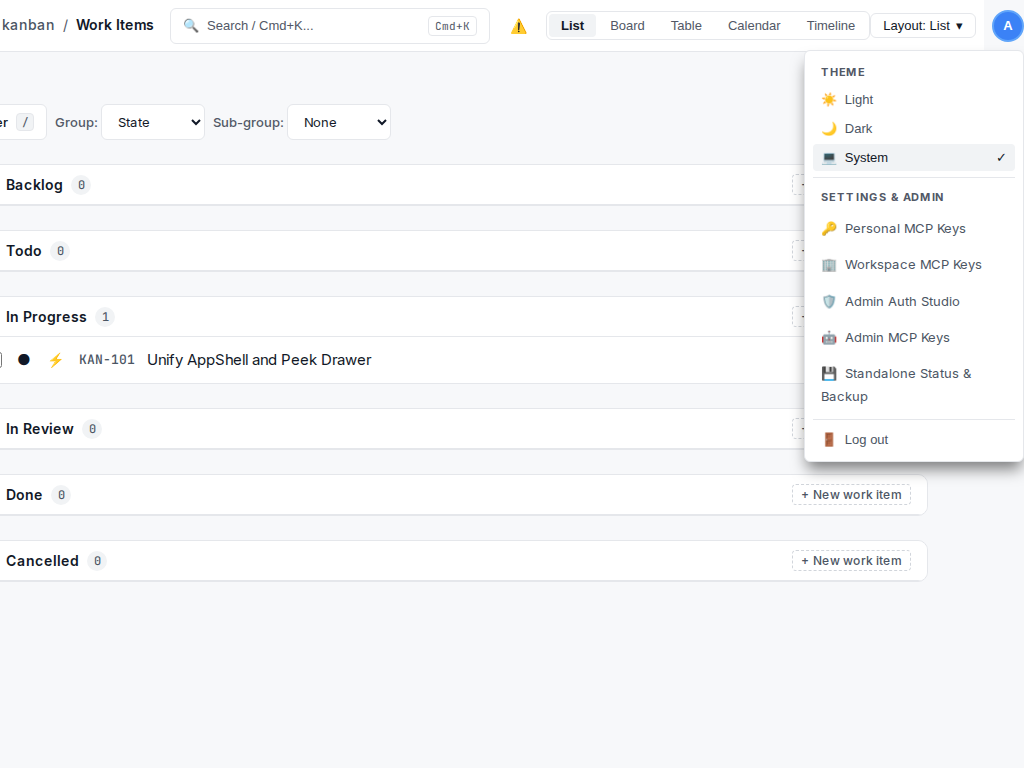 kanban / Work Items
Search / Cmd+K...
Cmd+K
List
Board
Table
Calendar
Timeline
Layout: List ▾
A
/
Group:
State
Sub-group:
None
THEME
Light
Dark
System ✓
SETTINGS & ADMIN
Personal MCP Keys
Workspace MCP Keys
Admin Auth Studio
Admin MCP Keys
Standalone Status &
Backup
Log out
Backlog 0
Todo 0
In Progress 1
KAN-101 Unify AppShell and Peek Drawer
In Review 0
Done 0
+ New work item
Cancelled 0
+ New work item